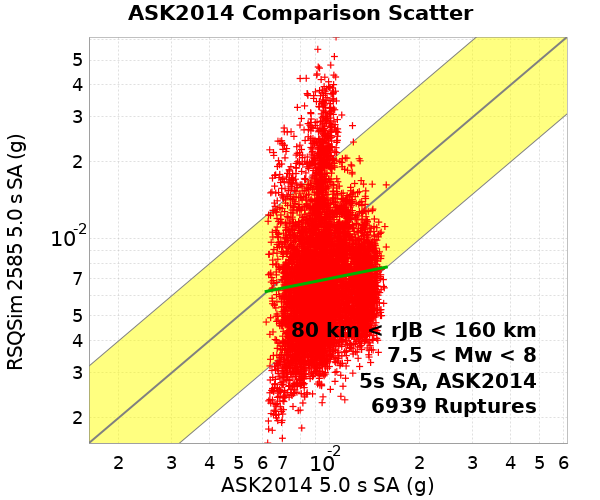 ASK2014 Comparison Scatter
RSQSim 2585 5.0 s SA (g)
5
4
3
2
10-2
7
5
4
3
2
80 km < rJB < 160 km
7.5 < Mw < 8
5s SA, ASK2014
6939 Ruptures
2 3 4 5 6 7 10-2 2 3 4 5 6
ASK2014 5.0 s SA (g)